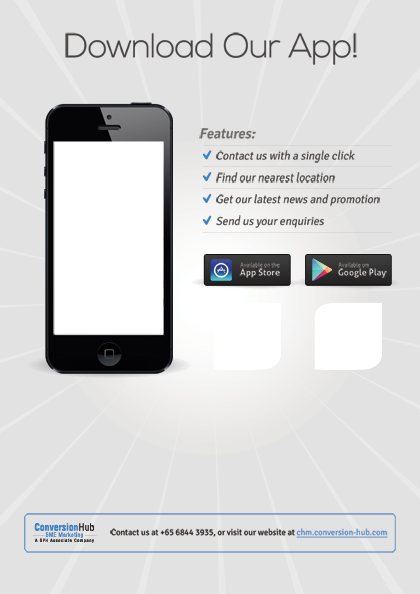 Download Our App!
Features:
Contact us with a single click
Find our nearest location
Get our latest news and promotion
Send us your enquiries
Available on the
App Store
Available on
Google Play
ConversionHub
SME Marketing
A SPH Associate Company
Contact us at +65 6844 3935, or visit our website at chm.conversion-hub.com